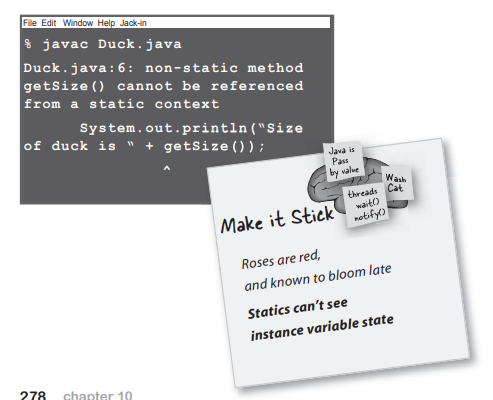 File Edit Window Help Jack-in
% javac Duck.java
Duck.java:6: non-static method
getSize() cannot be referenced
from a static context
System.out.println(“Size
of duck is “ + getSize());
^
Java is
Pass
by value
Wash
Cat
threads
wait()
notify()
Make it Stick
Roses are red,
and known to bloom late
Statics can’t see
instance variable state
278 chapter 10